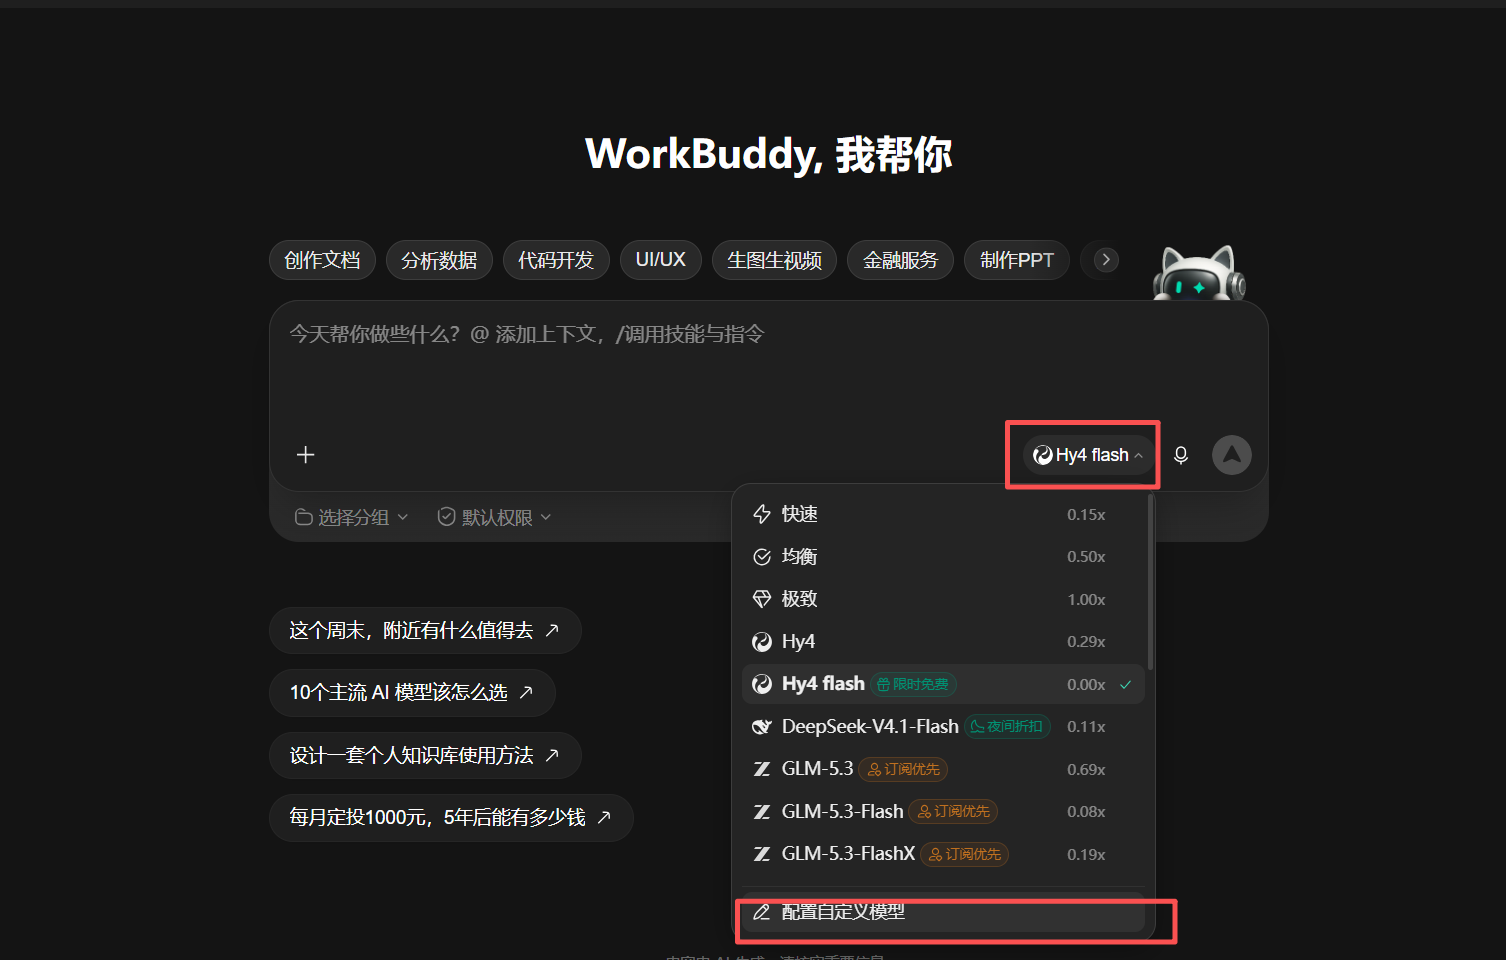 WorkBuddy, 我帮你
创作文档
分析数据
代码开发
UI/UX
生图生视频
金融服务
制作PPT
今天帮你做些什么？@ 添加上下文，/调用技能与指令
Hy4 flash
选择分组
默认权限
快速 0.15x
均衡 0.50x
极致 1.00x
Hy4 0.29x
Hy4 flash 限时免费 0.00x
DeepSeek-V4.1-Flash 夜间折扣 0.11x
GLM-5.3 订阅优先 0.69x
GLM-5.3-Flash 订阅优先 0.08x
GLM-5.3-FlashX 订阅优先 0.19x
配置自定义模型
这个周末，附近有什么值得去
10个主流 AI 模型该怎么选
设计一套个人知识库使用方法
每月定投1000元，5年后能有多少钱